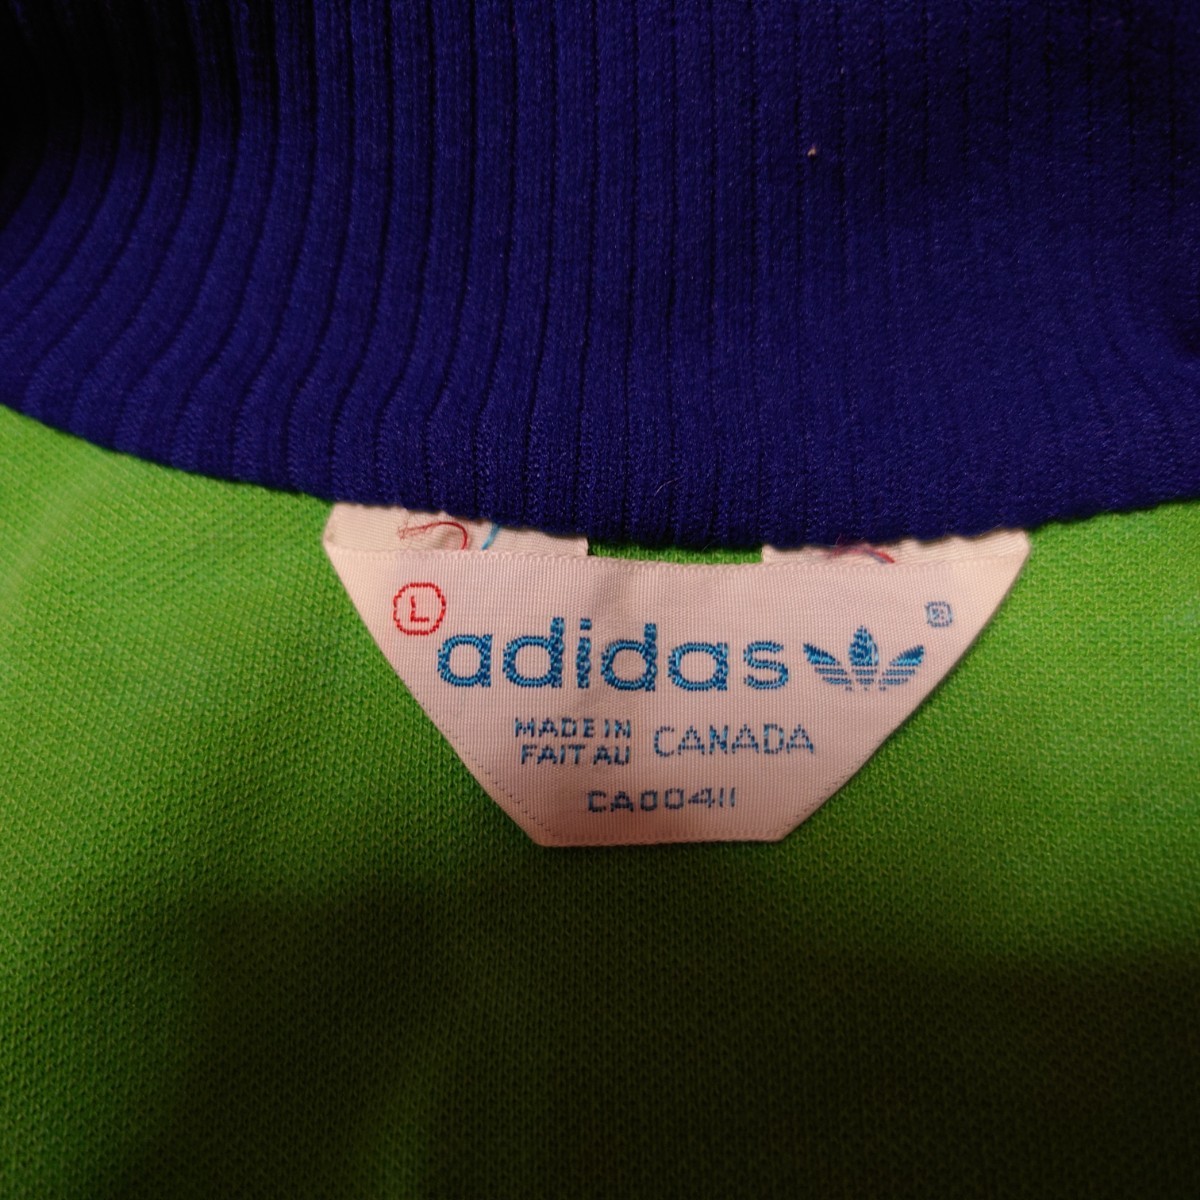 L
adidas ®
MADE IN
FAIT AU CANADA
CA00411